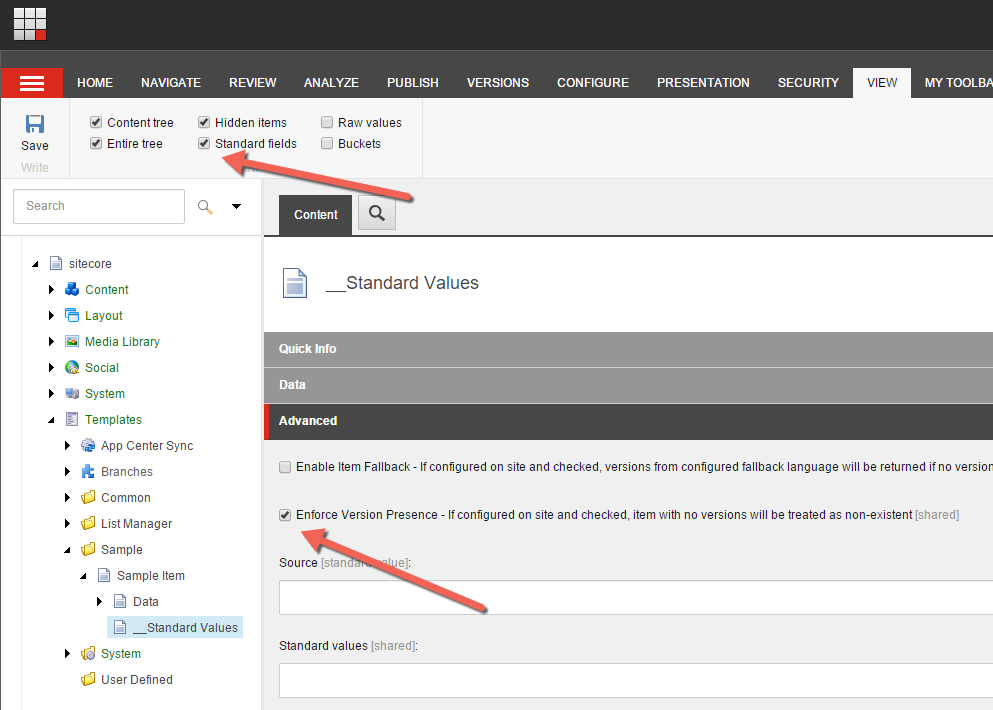 HOME NAVIGATE REVIEW ANALYZE PUBLISH VERSIONS CONFIGURE PRESENTATION SECURITY VIEW MY TOOLBA
Content tree Hidden items Raw values
Save Entire tree Standard fields Buckets
Write
Search
Content
sitecore
Content
Layout
Media Library
Social
System
Templates
App Center Sync
Branches
Common
List Manager
Sample
Sample Item
Data
__Standard Values
System
User Defined
__Standard Values
Quick Info
Data
Advanced
Enable Item Fallback - If configured on site and checked, versions from configured fallback language will be returned if no version
Enforce Version Presence - If configured on site and checked, item with no versions will be treated as non-existent [shared]
Source [standard value]:
Standard values [shared]: